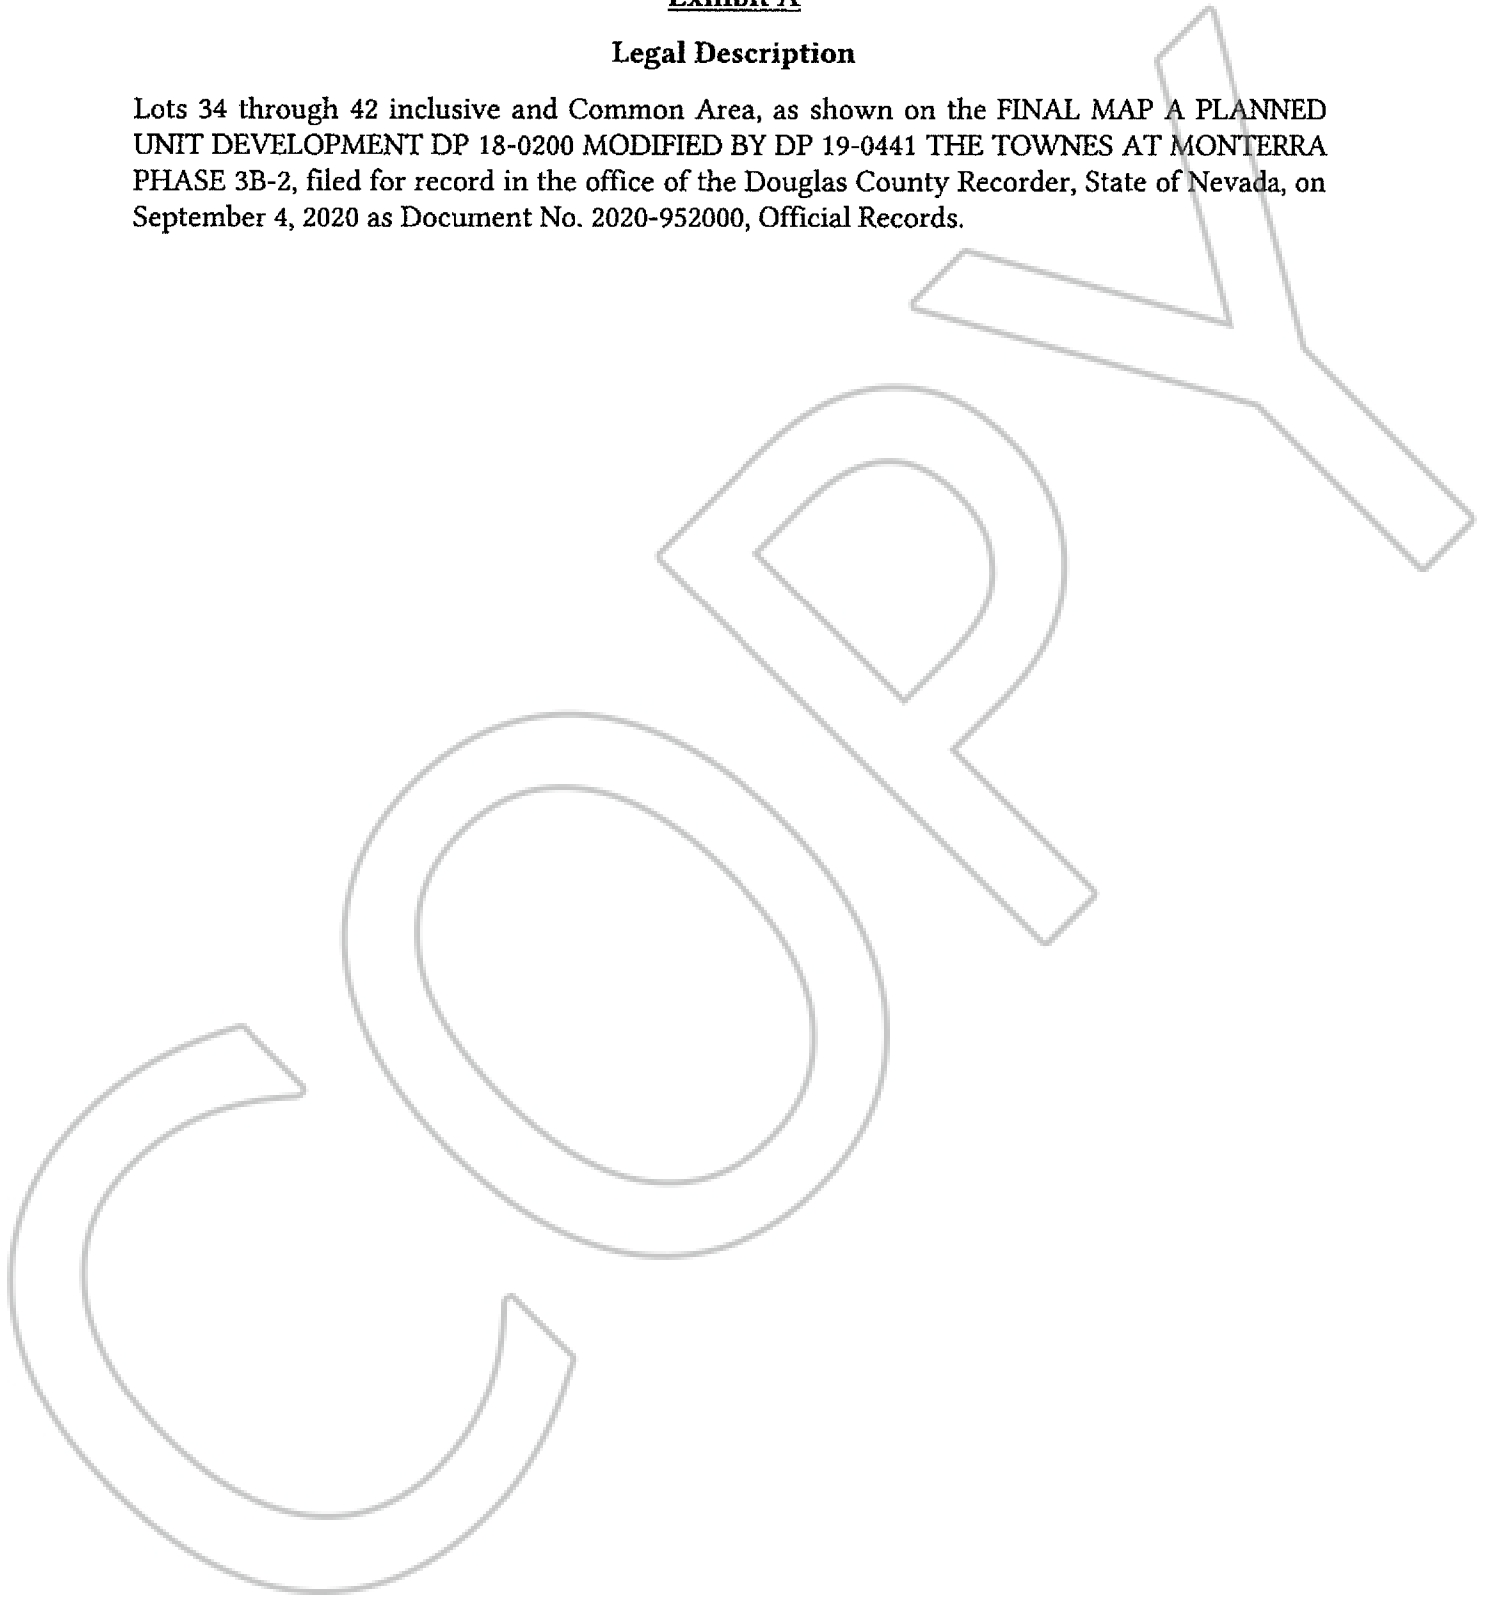 Exhibit A
Legal Description
Lots 34 through 42 inclusive and Common Area, as shown on the FINAL MAP A PLANNED
UNIT DEVELOPMENT DP 18-0200 MODIFIED BY DP 19-0441 THE TOWNES AT MONTERRA
PHASE 3B-2, filed for record in the office of the Douglas County Recorder, State of Nevada, on
September 4, 2020 as Document No. 2020-952000, Official Records.
COPY